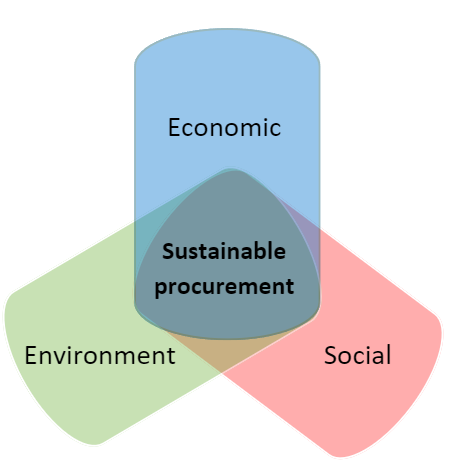 Economic
Sustainable
procurement
Environment
Social